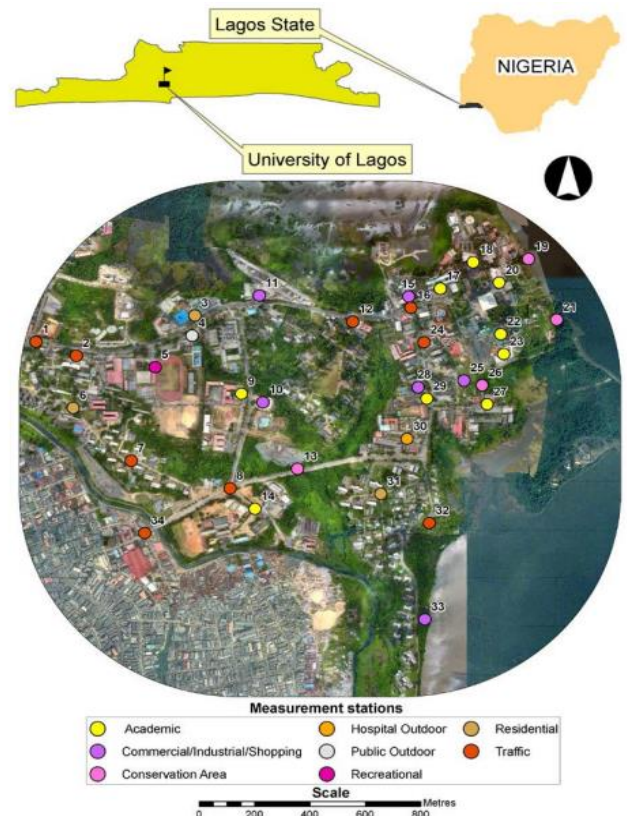 Lagos State
NIGERIA
University of Lagos
1
2
3
4
5
6
7
8
9
10
11
12
13
14
15
16
17
18
19
20
21
22
23
24
25
26
27
28
29
30
31
32
33
34
Measurement stations
Academic
Hospital Outdoor
Residential
Commercial/Industrial/Shopping
Public Outdoor
Traffic
Conservation Area
Recreational
Scale
Metres
0 200 400 600 800